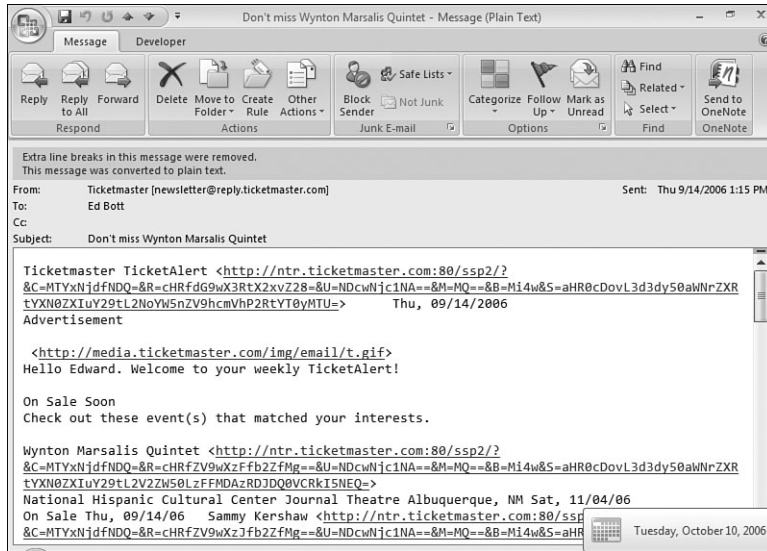 Don't miss Wynton Marsalis Quintet - Message (Plain Text)
Message Developer
Reply Reply to All Forward Delete Move to Folder Create Rule Other Actions Block Sender Safe Lists Not Junk Categorize Follow Up Mark as Unread Find Related Select Send to OneNote
Respond Actions Junk E-mail Options Find OneNote
Extra line breaks in this message were removed.
This message was converted to plain text.
From: Ticketmaster [newsletter@reply.ticketmaster.com] Sent: Thu 9/14/2006 1:15 PM
To: Ed Bott
Cc:
Subject: Don't miss Wynton Marsalis Quintet
Ticketmaster TicketAlert <http://ntr.ticketmaster.com:80/ssp2/?
&C=MTYxNjdfNDQ=&R=cHRfdG9wX3RtX2xvZ28=&U=NDcwNjc1NA==&M=MQ==&B=Mi4w&S=aHR0cDovL3d3dy50aWNrZXR
tYXN0ZXIuY29tL2NoYW5nZV9hcmVhP2RtYT0yMTU=> Thu, 09/14/2006
Advertisement
<http://media.ticketmaster.com/img/email/t.gif>
Hello Edward. Welcome to your weekly TicketAlert!
On Sale Soon
Check out these event(s) that matched your interests.
Wynton Marsalis Quintet <http://ntr.ticketmaster.com:80/ssp2/?
&C=MTYxNjdfNDQ=&R=cHRfZV9wXzFfb2ZfMg==&U=NDcwNjc1NA==&M=MQ==&B=Mi4w&S=aHR0cDovL3d3dy50aWNrZXR
tYXN0ZXIuY29tL2V2ZW50LzFFMDAzRDJDQ0VCRkI5NEQ=>
National Hispanic Cultural Center Journal Theatre Albuquerque, NM Sat, 11/04/06
On Sale Thu, 09/14/06 Sammy Kershaw <http://ntr.ticketmaster.com:80/ssp
&C=MTYxNjdfNDQ=&R=cHRfZV9wXzJfb2ZfMg==&U=NDcwNjc1NA==&M=MQ==&B=Mi4w&S=aHR
Tuesday, October 10, 2006